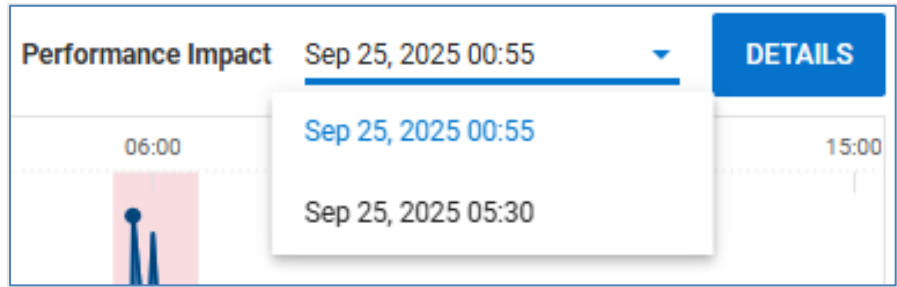 Performance Impact Sep 25, 2025 00:55 DETAILS
Sep 25, 2025 00:55
06:00 15:00
Sep 25, 2025 05:30